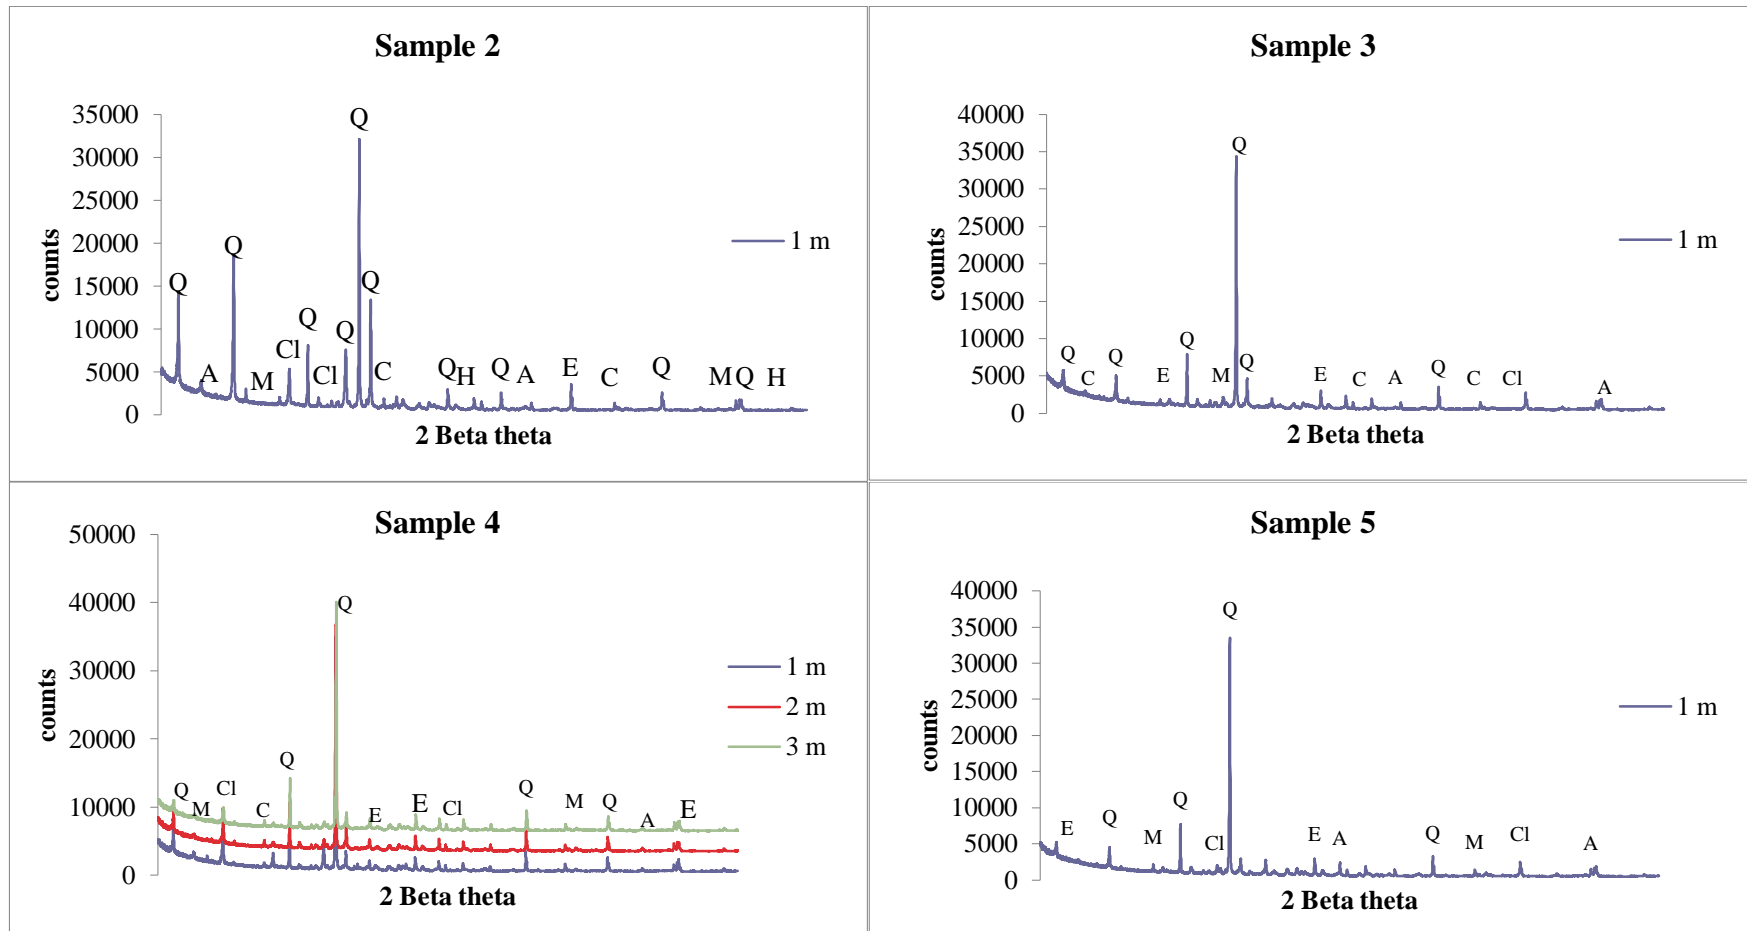 Sample 2
35000
30000
25000
20000
15000
10000
5000
0
counts
Q
Q
Q
A
M
Cl
Q
Cl
Q
Q
C
Q
H
Q
A
E
C
Q
M
Q
H
1 m
2 Beta theta
Sample 3
40000
35000
30000
25000
20000
15000
10000
5000
0
counts
Q
Q
C
Q
E
Q
M
Q
E
C
A
Q
C
Cl
A
1 m
2 Beta theta
Sample 4
50000
40000
30000
20000
10000
0
counts
Q
Q
Q
M
Cl
C
E
E
Cl
Q
M
Q
A
E
1 m
2 m
3 m
2 Beta theta
Sample 5
40000
35000
30000
25000
20000
15000
10000
5000
0
counts
Q
E
Q
M
Q
Cl
E
A
Q
M
Cl
A
1 m
2 Beta theta